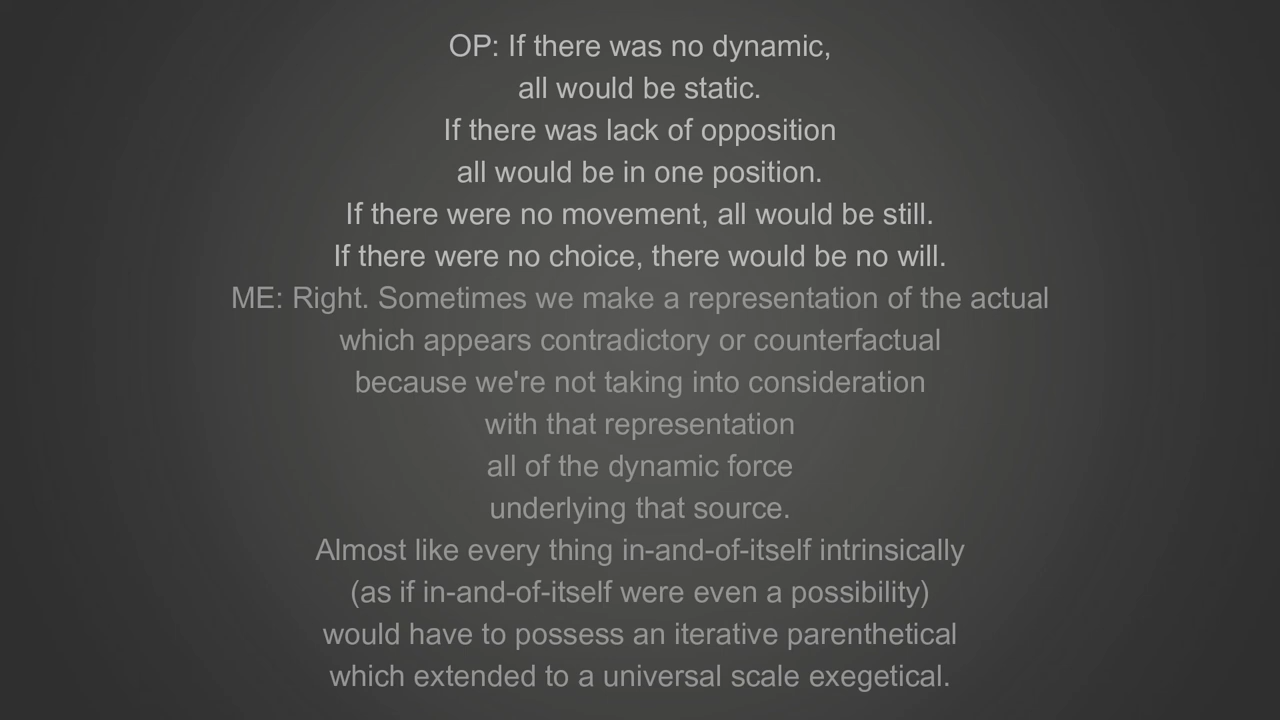 OP: If there was no dynamic,
all would be static.
If there was lack of opposition
all would be in one position.
If there were no movement, all would be still.
If there were no choice, there would be no will.
ME: Right. Sometimes we make a representation of the actual
which appears contradictory or counterfactual
because we're not taking into consideration
with that representation
all of the dynamic force
underlying that source.
Almost like every thing in-and-of-itself intrinsically
(as if in-and-of-itself were even a possibility)
would have to possess an iterative parenthetical
which extended to a universal scale exegetical.